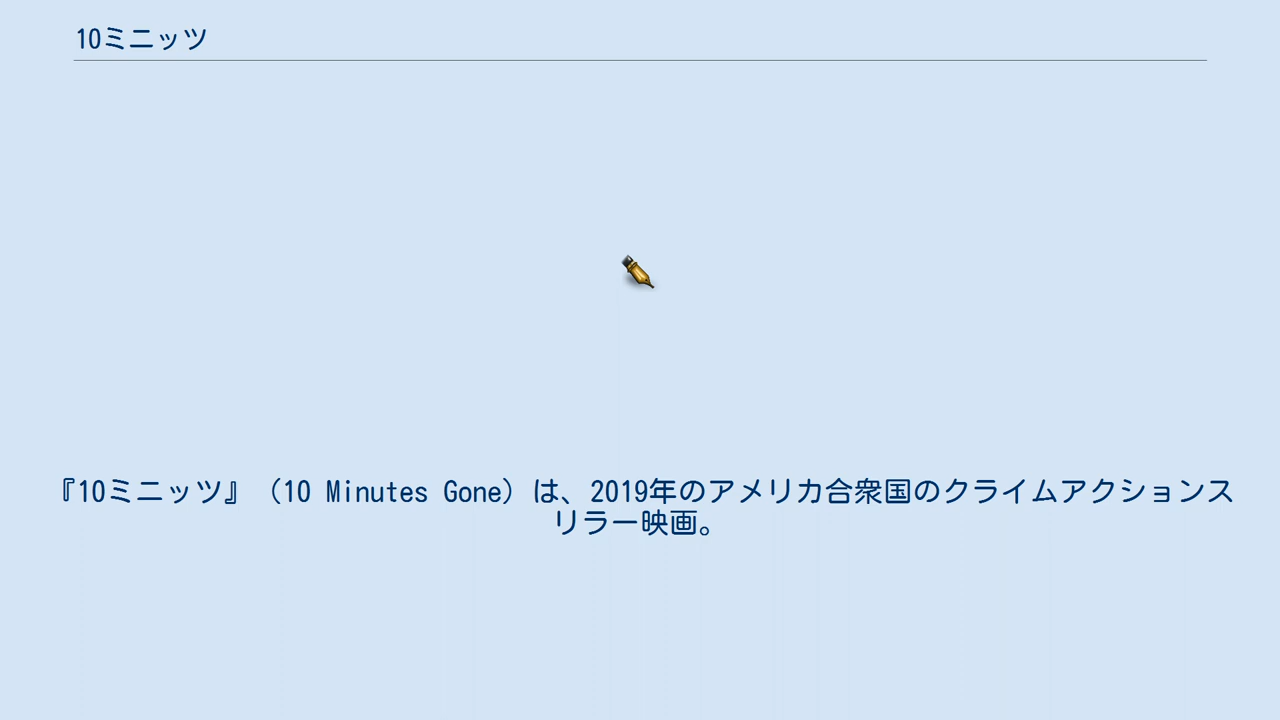 10ミニッツ
『10ミニッツ』（10 Minutes Gone）は、2019年のアメリカ合衆国のクライムアクションス
リラー映画。